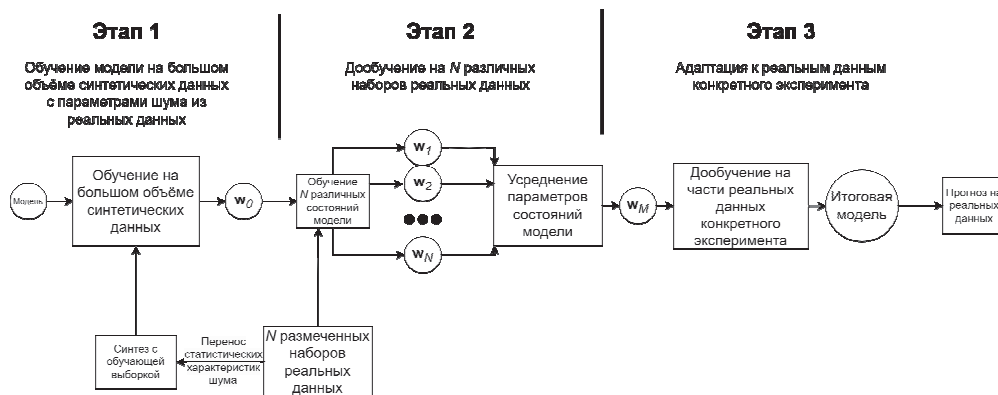 Этап 1
Обучение модели на большом
объёме синтетических данных
с параметрами шума из
реальных данных
Этап 2
Дообучение на N различных
наборов реальных данных
Этап 3
Адаптация к реальным данным
конкретного эксперимента
Модель
Обучение на
большом объёме
синтетических
данных
w0
Обучение
N различных
состояний
модели
w1
w2
wN
Усреднение
параметров
состояний
модели
wM
Дообучение на
части реальных
данных
конкретного
эксперимента
Итоговая
модель
Прогноз на
реальных
данных
Синтез с
обучающей
выборкой
Перенос
статистических
характеристик
шума
N размеченных
наборов
реальных
данных